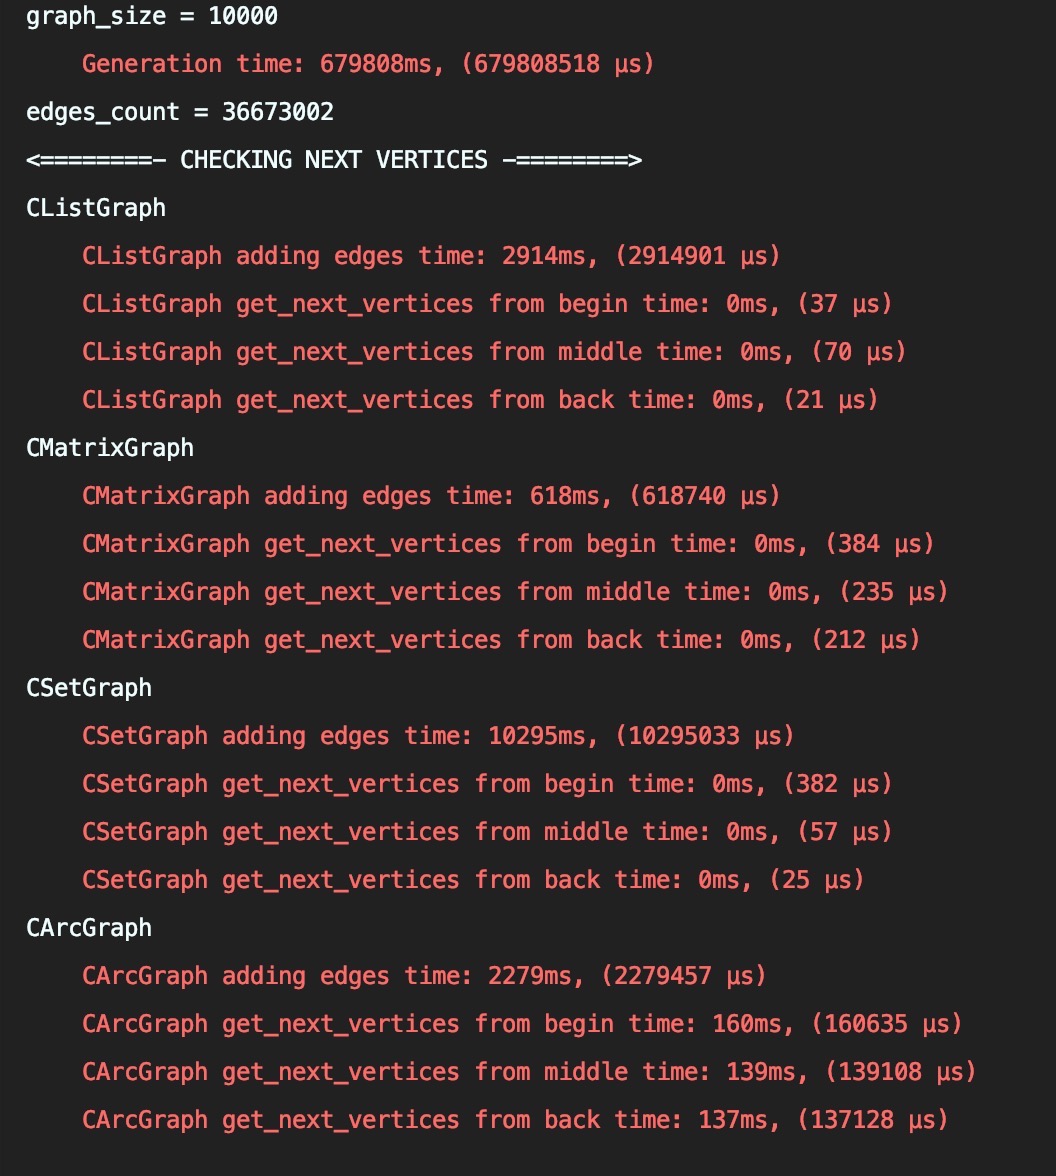 graph_size = 10000
Generation time: 679808ms, (679808518 µs)
edges_count = 36673002
<========- CHECKING NEXT VERTICES -========>
CListGraph
CListGraph adding edges time: 2914ms, (2914901 µs)
CListGraph get_next_vertices from begin time: 0ms, (37 µs)
CListGraph get_next_vertices from middle time: 0ms, (70 µs)
CListGraph get_next_vertices from back time: 0ms, (21 µs)
CMatrixGraph
CMatrixGraph adding edges time: 618ms, (618740 µs)
CMatrixGraph get_next_vertices from begin time: 0ms, (384 µs)
CMatrixGraph get_next_vertices from middle time: 0ms, (235 µs)
CMatrixGraph get_next_vertices from back time: 0ms, (212 µs)
CSetGraph
CSetGraph adding edges time: 10295ms, (10295033 µs)
CSetGraph get_next_vertices from begin time: 0ms, (382 µs)
CSetGraph get_next_vertices from middle time: 0ms, (57 µs)
CSetGraph get_next_vertices from back time: 0ms, (25 µs)
CArcGraph
CArcGraph adding edges time: 2279ms, (2279457 µs)
CArcGraph get_next_vertices from begin time: 160ms, (160635 µs)
CArcGraph get_next_vertices from middle time: 139ms, (139108 µs)
CArcGraph get_next_vertices from back time: 137ms, (137128 µs)